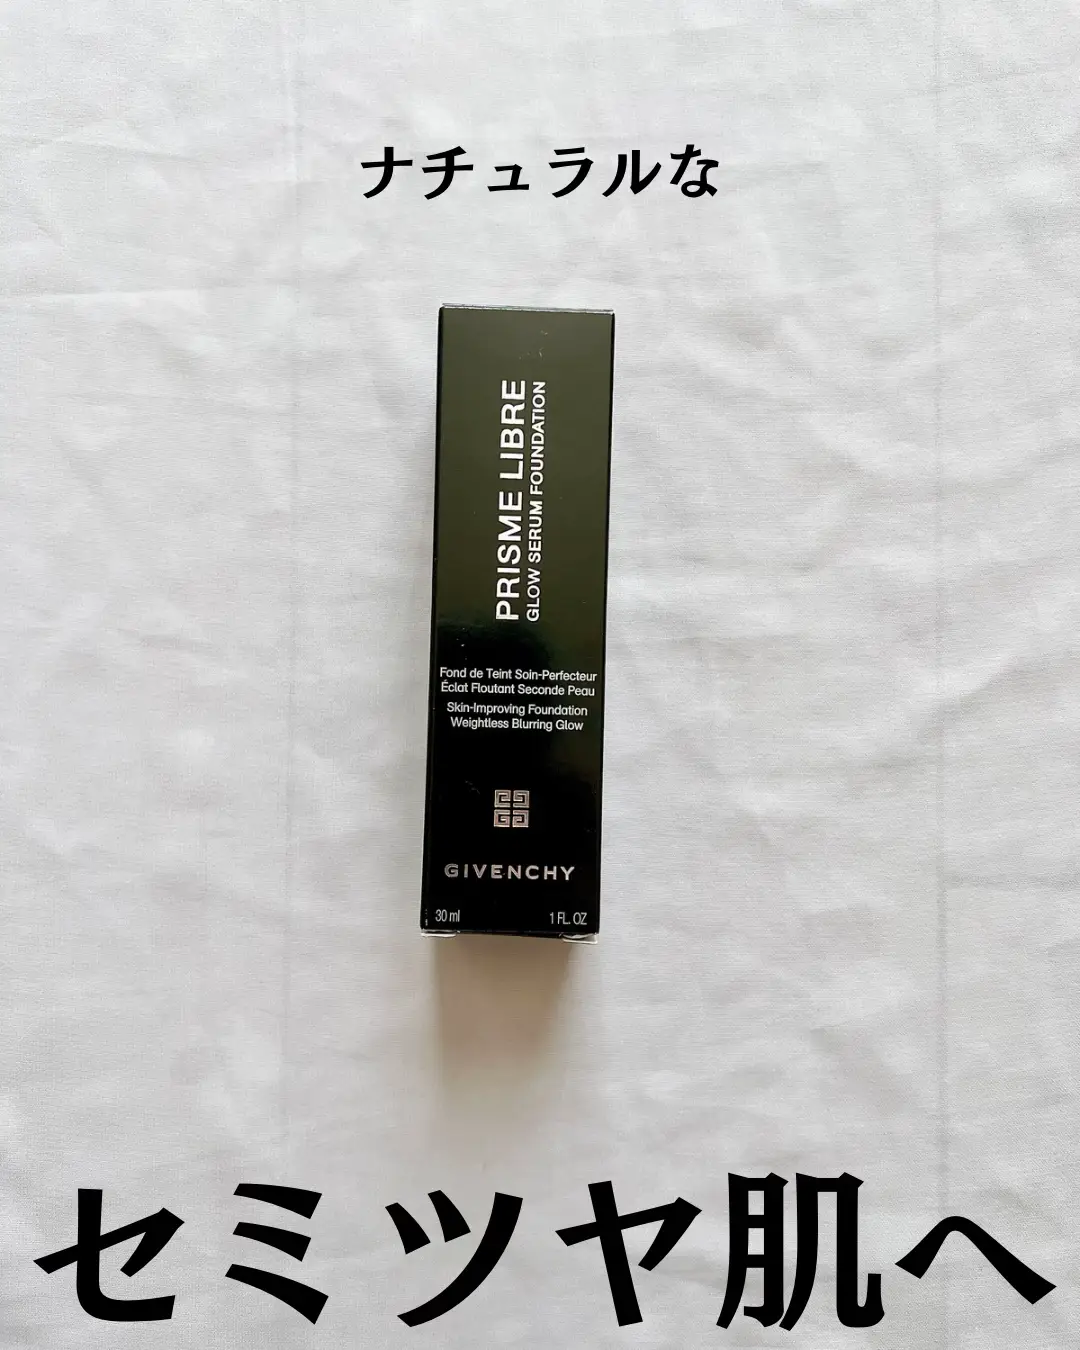 ナチュラルな
PRISME LIBRE
GLOW SERUM FOUNDATION
Fond de Teint Soin-Perfecteur
Éclat Floutant Seconde Peau
Skin-Improving Foundation
Weightless Blurring Glow
GIVENCHY
30 ml 1 FL. OZ
セミツヤ肌へ